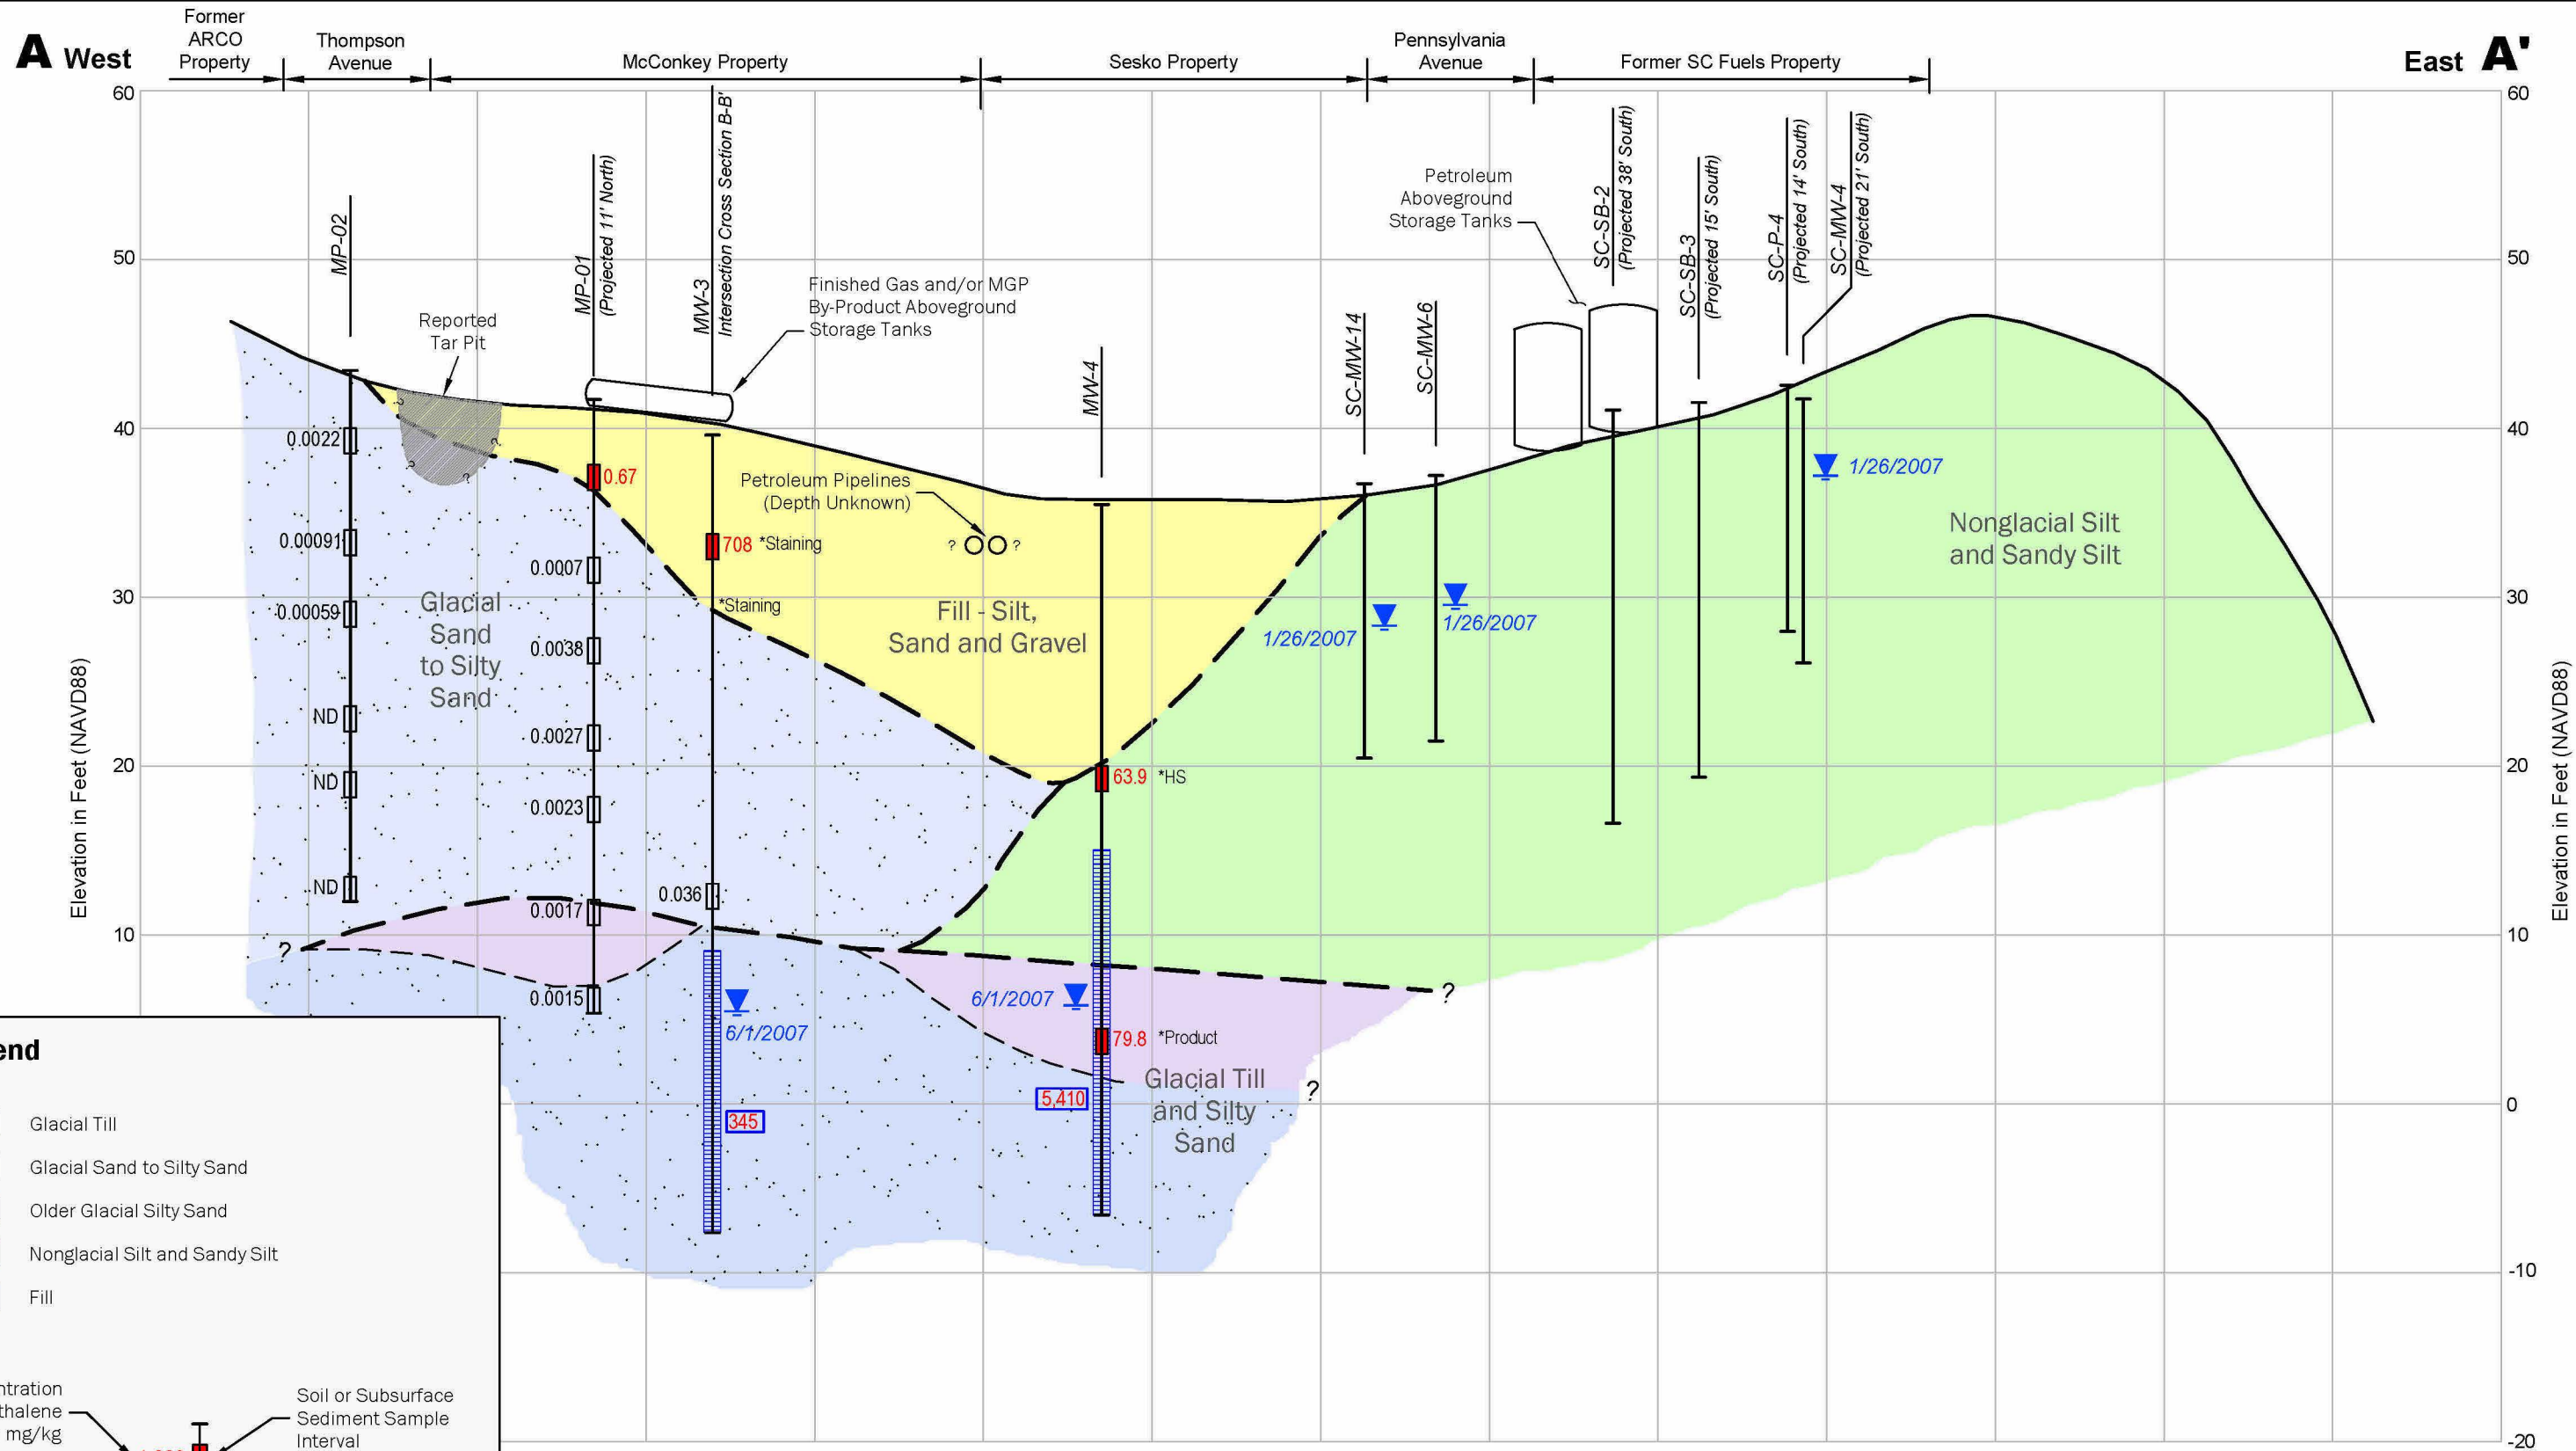 A West
Former
ARCO
Property
Thompson
Avenue
McConkey Property
Sesko Property
Pennsylvania
Avenue
Former SC Fuels Property
East A'
60
50
40
30
20
10
Elevation in Feet (NAVD88)
60
50
40
30
20
10
0
-10
-20
Elevation in Feet (NAVD88)
MP-02
MP-01
(Projected 11' North)
MW-3
Intersection Cross Section B-B'
MW-4
SC-MW-14
SC-MW-6
SC-SB-2
(Projected 38' South)
SC-SB-3
(Projected 15' South)
SC-P-4
(Projected 14' South)
SC-MW-4
(Projected 21' South)
Reported
Tar Pit
Finished Gas and/or MGP
By-Product Aboveground
Storage Tanks
Petroleum
Aboveground
Storage Tanks
Petroleum Pipelines
(Depth Unknown)
? ?
? ? ? ? ?
0.0022
0.00091
0.00059
ND
ND
ND
0.67
0.0007
0.0038
0.0027
0.0023
0.0017
0.0015
708 *Staining
*Staining
0.036
6/1/2007
345
63.9 *HS
6/1/2007
79.8 *Product
5,410
1/26/2007
1/26/2007
1/26/2007
Glacial
Sand
to Silty
Sand
Fill - Silt,
Sand and Gravel
Nonglacial Silt
and Sandy Silt
Glacial Till
and Silty
Sand
?
?
?
end
Glacial Till
Glacial Sand to Silty Sand
Older Glacial Silty Sand
Nonglacial Silt and Sandy Silt
Fill
ntration
thalene
mg/kg
Soil or Subsurface
Sediment Sample
Interval